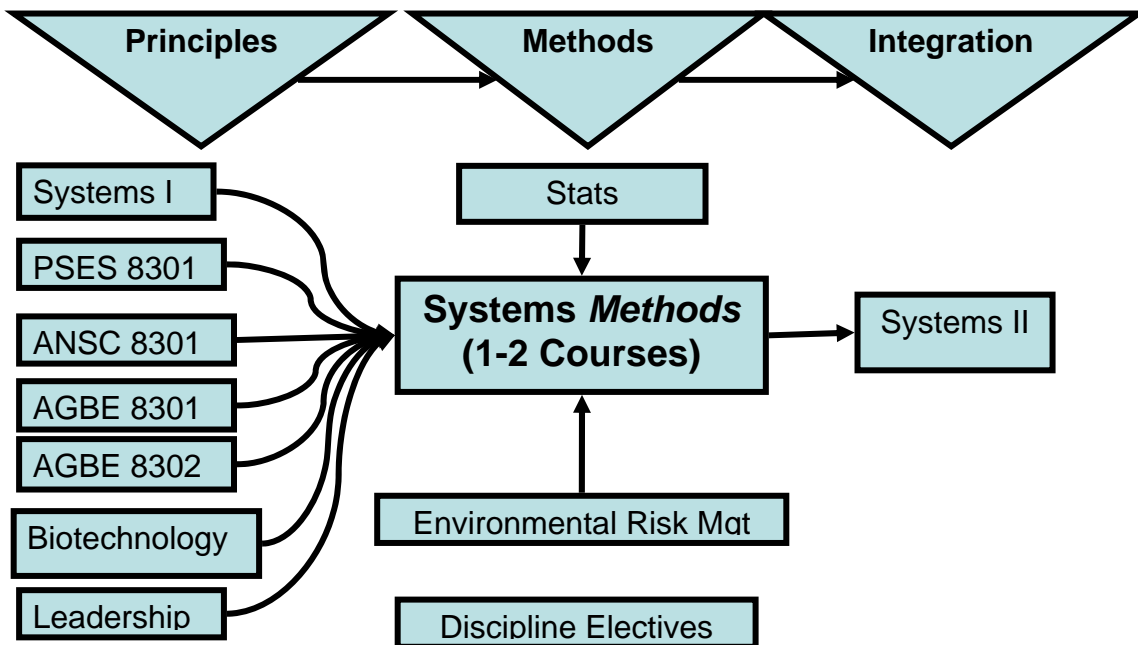 Principles
Methods
Integration
Systems I
PSES 8301
ANSC 8301
AGBE 8301
AGBE 8302
Biotechnology
Leadership
Stats
Systems Methods
(1-2 Courses)
Environmental Risk Mgt
Discipline Electives
Systems II